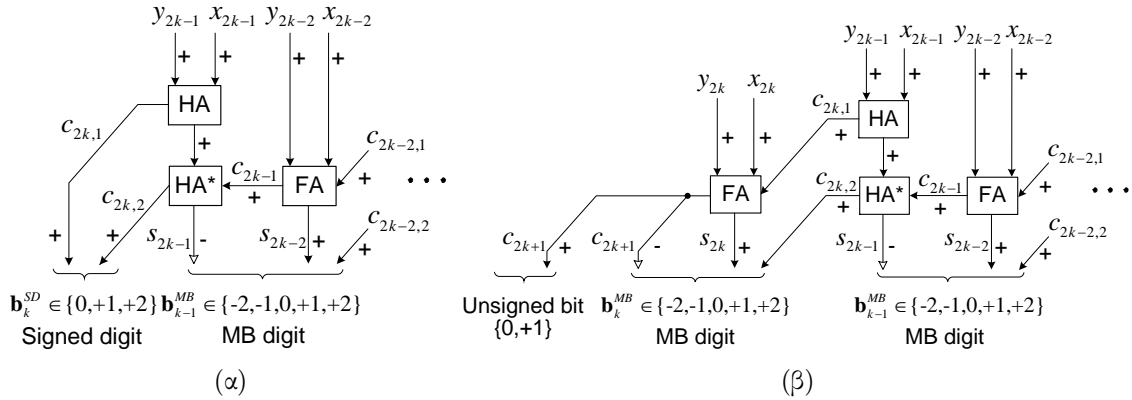 y_{2k−1} x_{2k−1} y_{2k−2} x_{2k−2}
+ + + +
HA
c_{2k,1} +
HA* c_{2k−1} + FA c_{2k−2,1} + • • •
c_{2k,2} c_{2k−2,2}
+ + s_{2k−1} - s_{2k−2} + +
b_k^{SD} ∈ {0,+1,+2} b_{k−1}^{MB} ∈ {-2,-1,0,+1,+2}
Signed digit MB digit
(α)
y_{2k−1} x_{2k−1} y_{2k−2} x_{2k−2}
+ + + +
y_{2k} x_{2k} c_{2k,1} + HA
+ + +
FA c_{2k,2} + HA* c_{2k−1} + FA c_{2k−2,1} + • • •
c_{2k+1} + c_{2k+1} - s_{2k} + s_{2k−1} - s_{2k−2} + c_{2k−2,2} +
Unsigned bit b_k^{MB} ∈ {-2,-1,0,+1,+2} b_{k−1}^{MB} ∈ {-2,-1,0,+1,+2}
{0,+1} MB digit MB digit
(β)